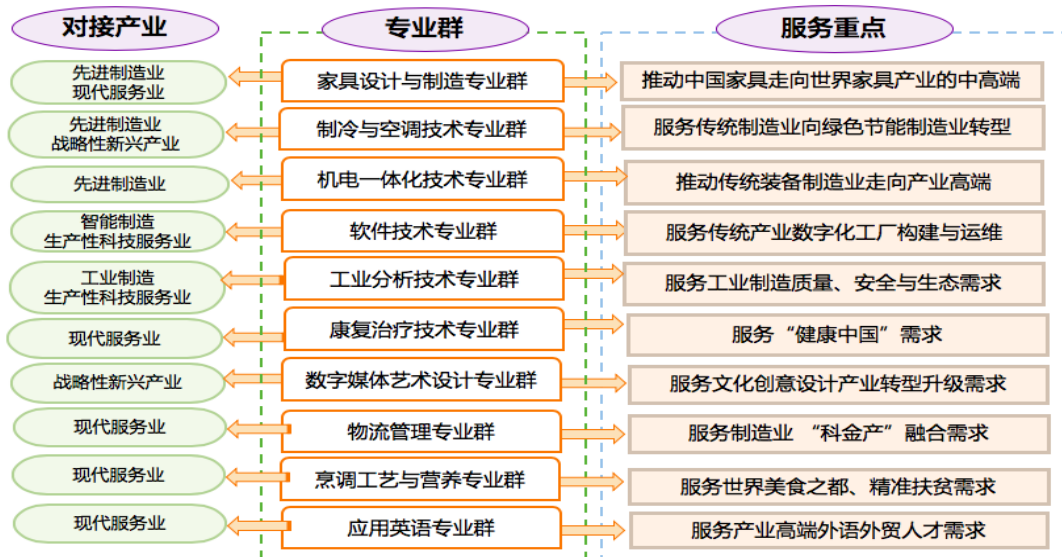 对接产业
专业群
服务重点
先进制造业
现代服务业
家具设计与制造专业群
推动中国家具走向世界家具产业的中高端
先进制造业
战略性新兴产业
制冷与空调技术专业群
服务传统制造业向绿色节能制造业转型
先进制造业
机电一体化技术专业群
推动传统装备制造业走向产业高端
智能制造
生产性科技服务业
软件技术专业群
服务传统产业数字化工厂构建与运维
工业制造
生产性科技服务业
工业分析技术专业群
服务工业制造质量、安全与生态需求
现代服务业
康复治疗技术专业群
服务“健康中国”需求
战略性新兴产业
数字媒体艺术设计专业群
服务文化创意设计产业转型升级需求
现代服务业
物流管理专业群
服务制造业 “科金产”融合需求
现代服务业
烹调工艺与营养专业群
服务世界美食之都、精准扶贫需求
现代服务业
应用英语专业群
服务产业高端外语外贸人才需求